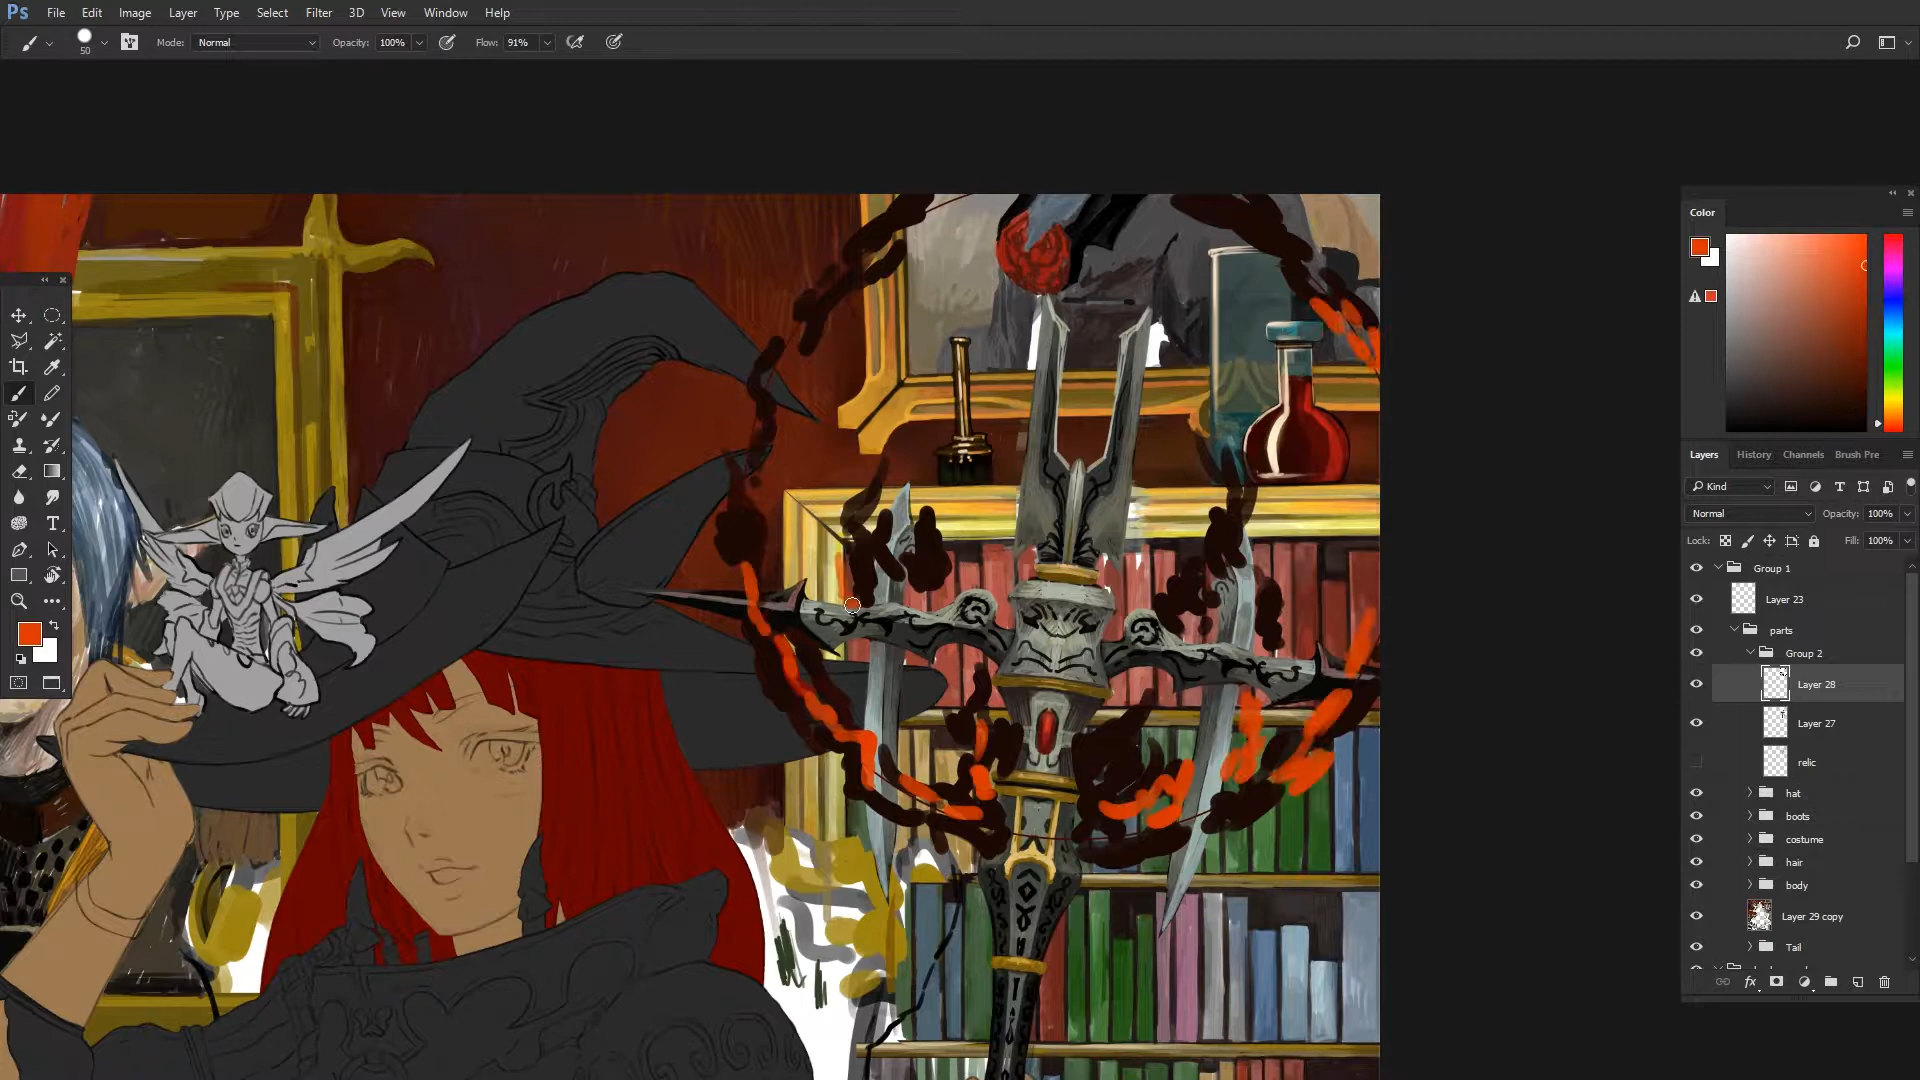 Ps File Edit Image Layer Type Select Filter 3D View Window Help
50 Mode: Normal Opacity: 100% Flow: 91%
Color
Layers History Channels Brush Pre
Kind
Normal Opacity: 100%
Lock: Fill: 100%
Group 1
Layer 23
parts
Group 2
Layer 28
Layer 27
relic
hat
boots
costume
hair
body
Layer 29 copy
Tail